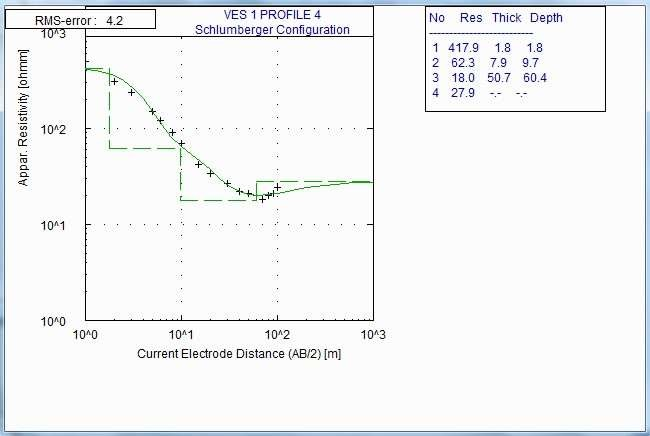 RMS-error : 4.2
VES 1 PROFILE 4
Schlumberger Configuration
No Res Thick Depth
----------------------------
1 417.9 1.8 1.8
2 62.3 7.9 9.7
3 18.0 50.7 60.4
4 27.9 -.- -.-
Appar. Resistivity [ohmm]
10^3
10^2
10^1
10^0
10^0 10^1 10^2 10^3
Current Electrode Distance (AB/2) [m]